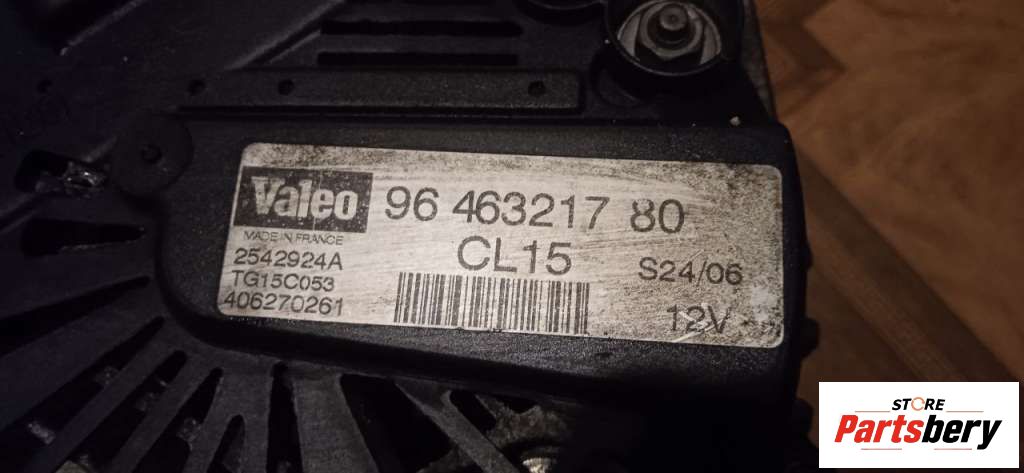 Valeo 96 463217 80
MADE IN FRANCE
CL15
2542924A
S24/06
TG15C053
406270261
12V
STORE
Partsbery